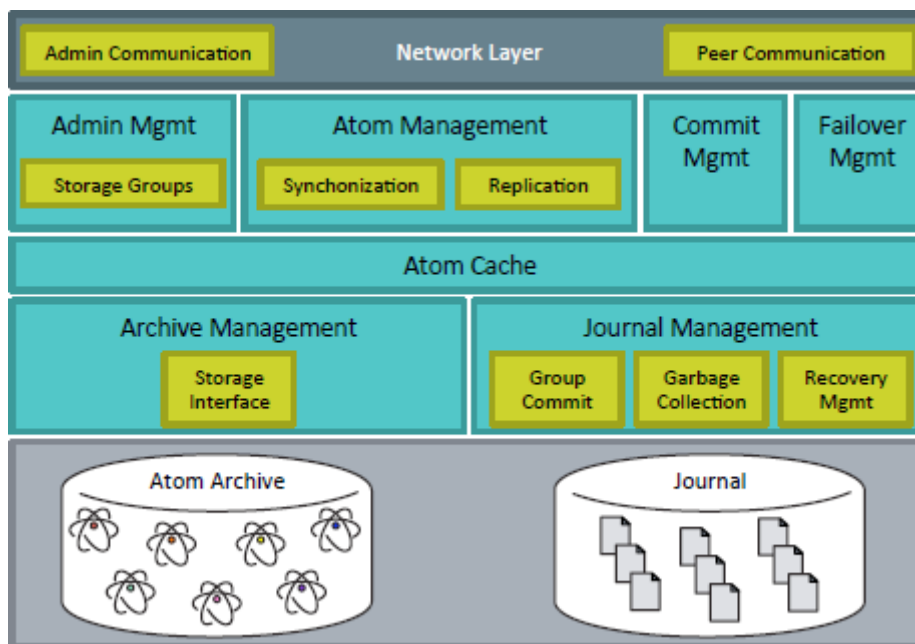 Admin Communication
Network Layer
Peer Communication
Admin Mgmt
Storage Groups
Atom Management
Synchonization
Replication
Commit
Mgmt
Failover
Mgmt
Atom Cache
Archive Management
Storage
Interface
Journal Management
Group
Commit
Garbage
Collection
Recovery
Mgmt
Atom Archive
Journal